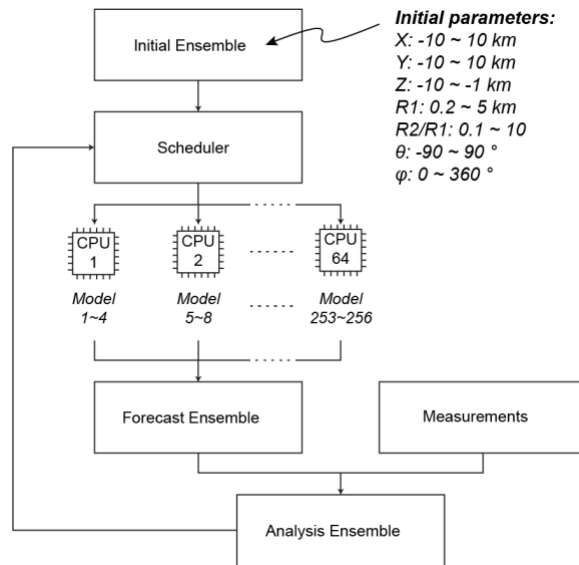 Initial Ensemble
Initial parameters:
X: -10 ~ 10 km
Y: -10 ~ 10 km
Z: -10 ~ -1 km
R1: 0.2 ~ 5 km
R2/R1: 0.1 ~ 10
θ: -90 ~ 90 °
φ: 0 ~ 360 °
Scheduler
CPU
1
CPU
2
CPU
64
Model
1~4
Model
5~8
Model
253~256
Forecast Ensemble
Measurements
Analysis Ensemble